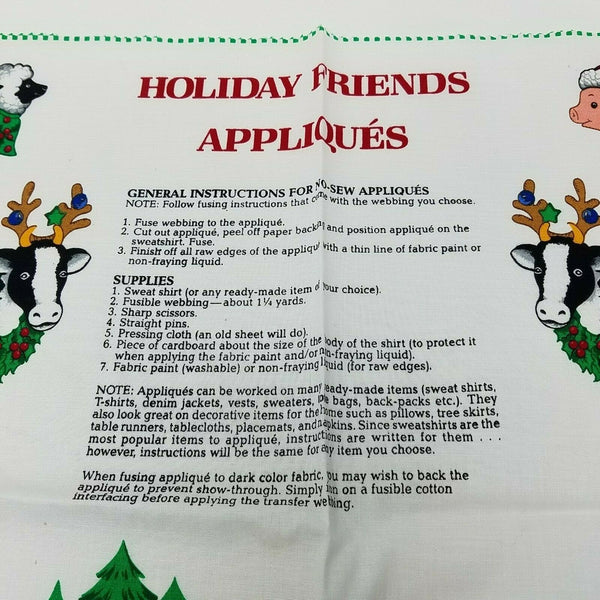 HOLIDAY FRIENDS
APPLIQUÉS
GENERAL INSTRUCTIONS FOR NO-SEW APPLIQUÉS
NOTE: Follow fusing instructions that come with the webbing you choose.
1. Fuse webbing to the appliqué.
2. Cut out appliqué, peel off paper backing and position appliqué on the
sweatshirt. Fuse.
3. Finish off all raw edges of the appliqué with a thin line of fabric paint or
non-fraying liquid.
SUPPLIES
1. Sweat shirt (or any ready-made item of your choice).
2. Fusible webbing—about 1¼ yards.
3. Sharp scissors.
4. Straight pins.
5. Pressing cloth (an old sheet will do).
6. Piece of cardboard about the size of the body of the shirt (to protect it
when applying the fabric paint and/or non-fraying liquid).
7. Fabric paint (washable) or non-fraying liquid (for raw edges).
NOTE: Appliqués can be worked on many ready-made items (sweat shirts,
T-shirts, denim jackets, vests, sweaters, tote bags, back-packs etc.). They
also look great on decorative items for the home such as pillows, tree skirts,
table runners, tablecloths, placemats, and napkins. Since sweatshirts are the
most popular items to appliqué, instructions are written for them . . .
however, instructions will be the same for any item you choose.
When fusing appliqué to dark color fabric, you may wish to back the
appliqué to prevent show-through. Simply iron on a fusible cotton
interfacing before applying the transfer webbing.